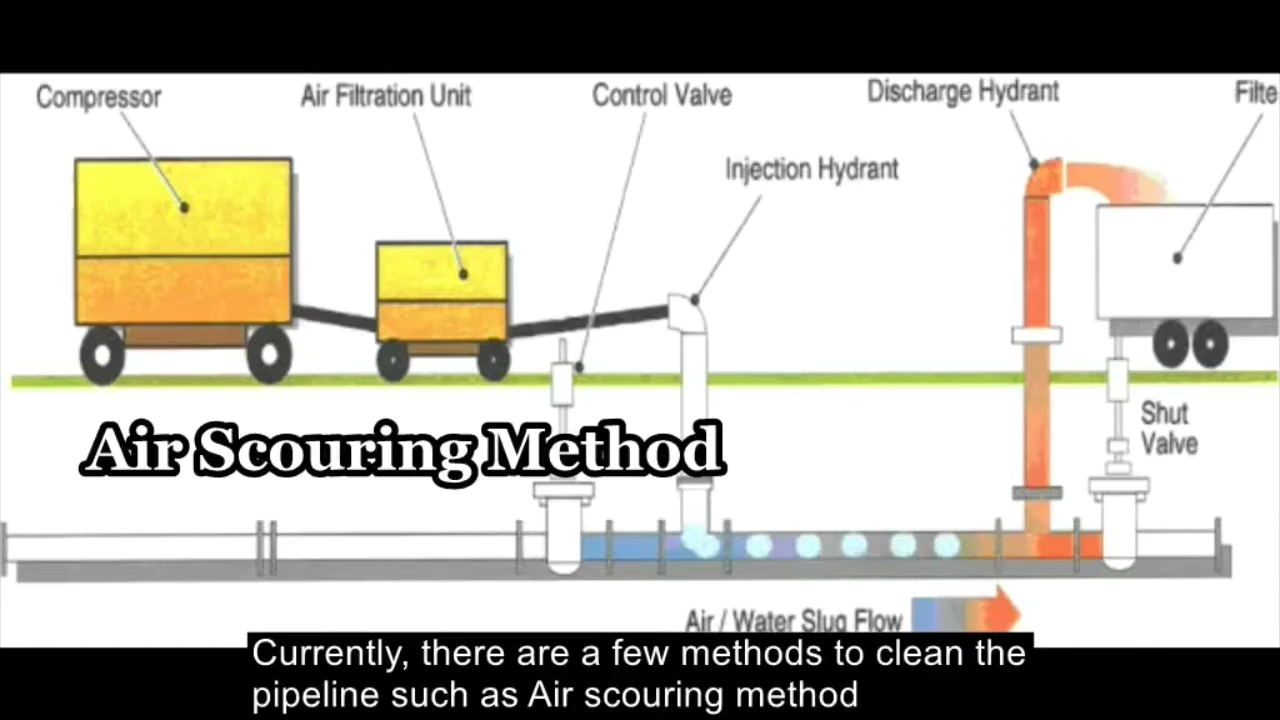 Compressor
Air Filtration Unit
Control Valve
Discharge Hydrant
Filte
Injection Hydrant
Shut
Valve
Air Scouring Method
Air / Water Slug Flow
Currently, there are a few methods to clean the
pipeline such as Air scouring method